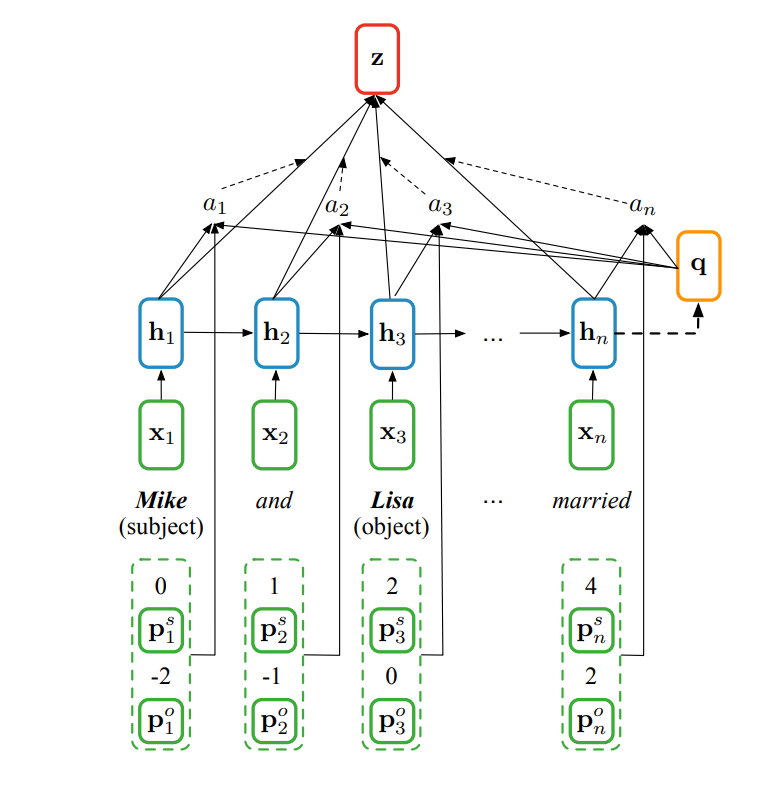 z
a₁ a₂ a₃ aₙ
q
h₁ h₂ h₃ ... hₙ
x₁ x₂ x₃ xₙ
Mike and Lisa ... married
(subject) (object)
0 1 2 4
p₁ˢ p₂ˢ p₃ˢ pₙˢ
-2 -1 0 2
p₁ᵒ p₂ᵒ p₃ᵒ pₙᵒ